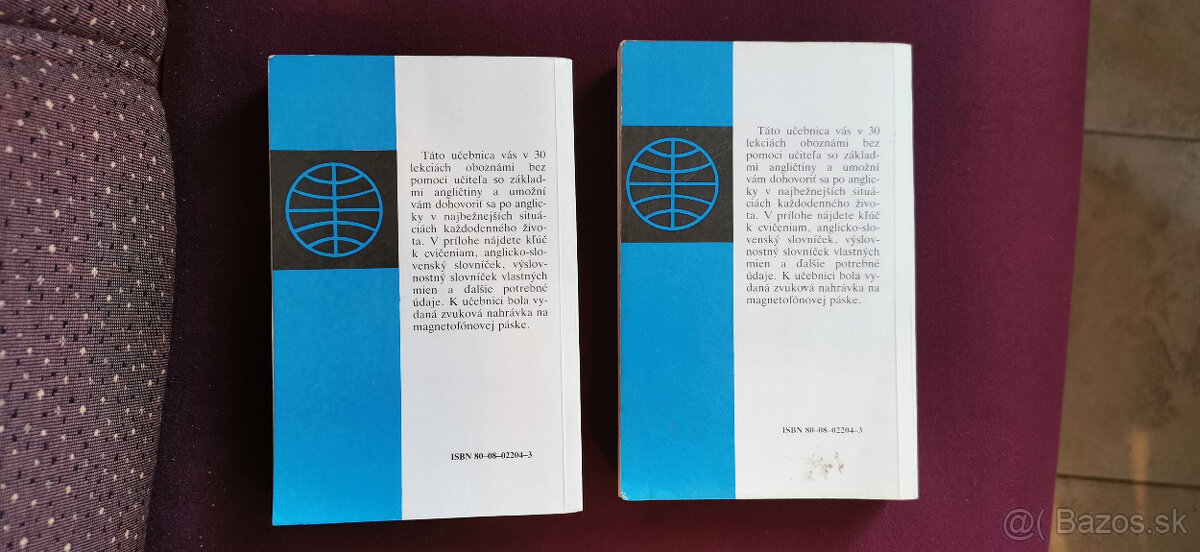 Táto učebnica vás v 30
lekciách oboznámi bez
pomoci učiteľa so základ-
mi angličtiny a umožní
vám dohovoriť sa po anglic-
ky v najbežnejších situá-
ciách každodenného živo-
ta. V prílohe nájdete kľúč
k cvičeniam, anglicko-slo-
venský slovníček, výslov-
nostný slovníček vlastných
mien a ďalšie potrebné
údaje. K učebnici bola vy-
daná zvuková nahrávka na
magnetofónovej páske.
ISBN 80–08–02204–3
Táto učebnica vás v 30
lekciách oboznámi bez
pomoci učiteľa so základ-
mi angličtiny a umožní
vám dohovoriť sa po anglic-
ky v najbežnejších situá-
ciách každodenného živo-
ta. V prílohe nájdete kľúč
k cvičeniam, anglicko-slo-
venský slovníček, výslov-
nostný slovníček vlastných
mien a ďalšie potrebné
údaje. K učebnici bola vy-
daná zvuková nahrávka na
magnetofónovej páske.
ISBN 80–08–02204–3
@( Bazos.sk